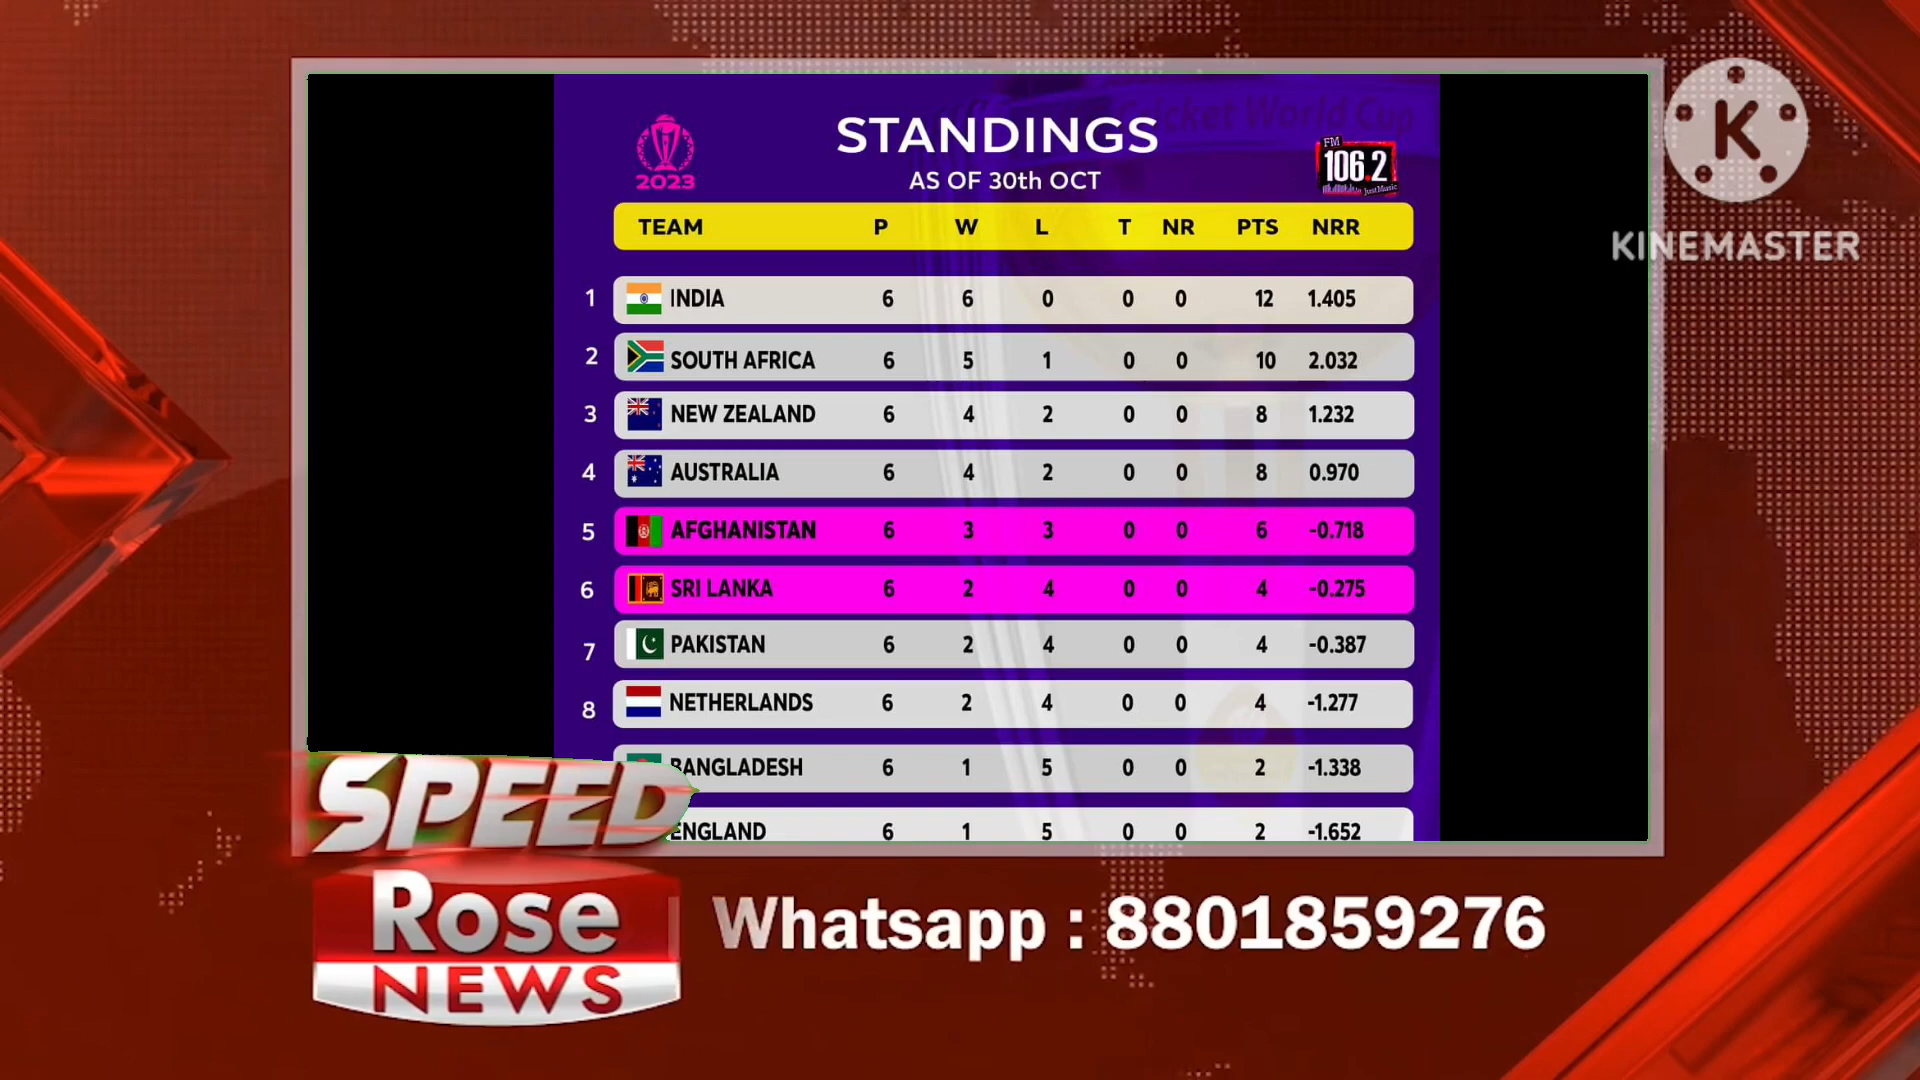 Cricket World Cup
STANDINGS
AS OF 30th OCT
2023
FM
106.2
JustMusic
K
KINEMASTER
TEAM P W L T NR PTS NRR
1 INDIA 6 6 0 0 0 12 1.405
2 SOUTH AFRICA 6 5 1 0 0 10 2.032
3 NEW ZEALAND 6 4 2 0 0 8 1.232
4 AUSTRALIA 6 4 2 0 0 8 0.970
5 AFGHANISTAN 6 3 3 0 0 6 -0.718
6 SRI LANKA 6 2 4 0 0 4 -0.275
7 PAKISTAN 6 2 4 0 0 4 -0.387
8 NETHERLANDS 6 2 4 0 0 4 -1.277
BANGLADESH 6 1 5 0 0 2 -1.338
ENGLAND 6 1 5 0 0 2 -1.652
SPEED
Rose
NEWS
Whatsapp : 8801859276